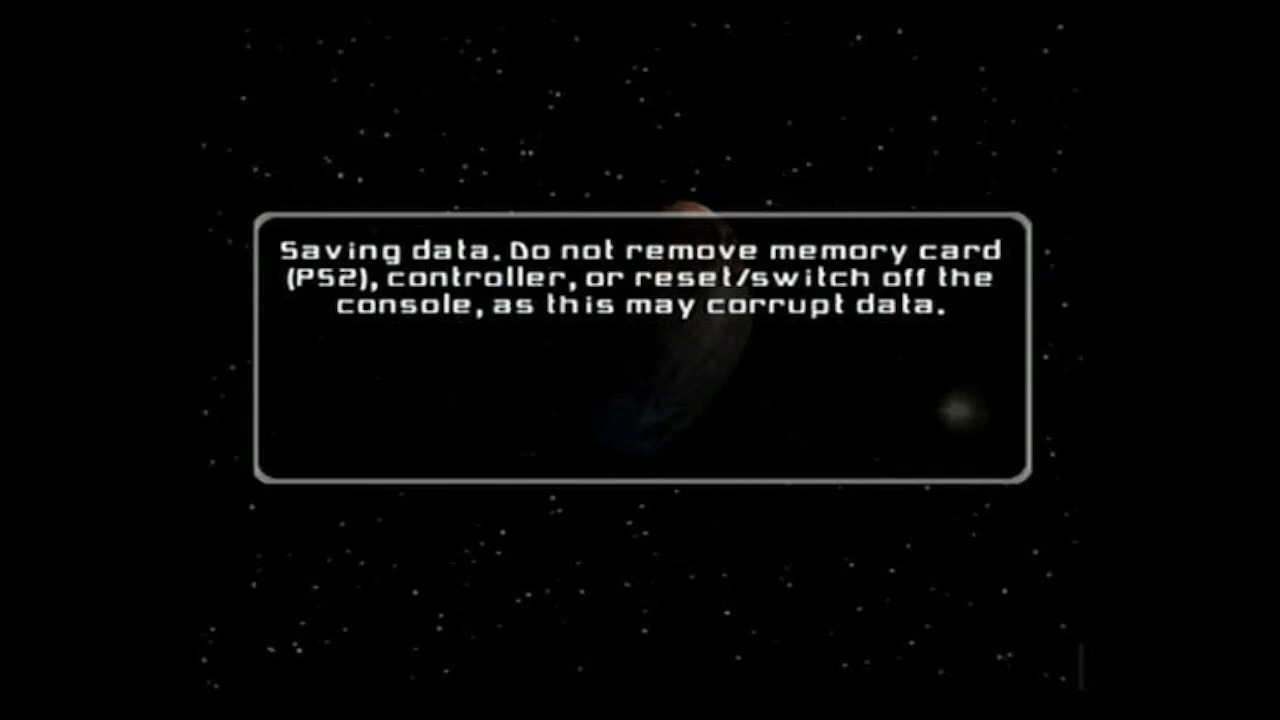 Saving data. Do not remove memory card
(PS2), controller, or reset/switch off the
console, as this may corrupt data.